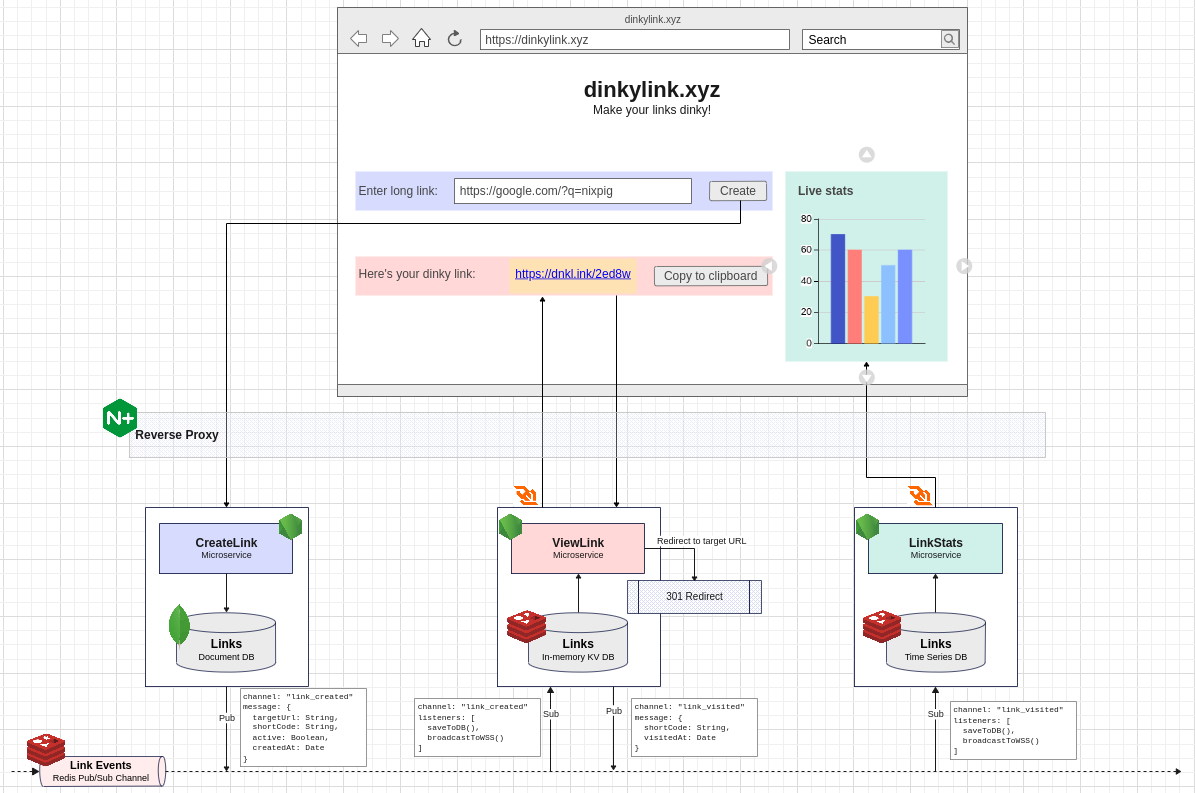 dinkylink.xyz
https://dinkylink.xyz
Search
dinkylink.xyz
Make your links dinky!
Enter long link:
https://google.com/?q=nixpig
Create
Live stats
80
60
40
20
0
Here's your dinky link:
https://dnkl.ink/2ed8w
Copy to clipboard
N+
Reverse Proxy
CreateLink
Microservice
Links
Document DB
ViewLink
Microservice
Redirect to target URL
301 Redirect
Links
In-memory KV DB
LinkStats
Microservice
Links
Time Series DB
Pub
channel: "link_created"
message: {
targetUrl: String,
shortCode: String,
active: Boolean,
createdAt: Date
}
channel: "link_created"
listeners: [
saveToDB(),
broadcastToWSS()
]
Sub
Pub
channel: "link_visited"
message: {
shortCode: String,
visitedAt: Date
}
Sub
channel: "link_visited"
listeners: [
saveToDB(),
broadcastToWSS()
]
Link Events
Redis Pub/Sub Channel